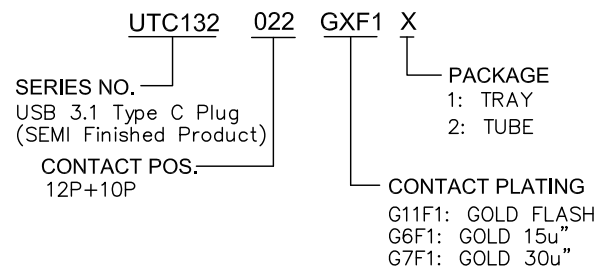 UTC132 022 GXF1 X
SERIES NO.
USB 3.1 Type C Plug
(SEMI Finished Product)
CONTACT POS.
12P+10P
PACKAGE
1: TRAY
2: TUBE
CONTACT PLATING
G11F1: GOLD FLASH
G6F1: GOLD 15u"
G7F1: GOLD 30u"